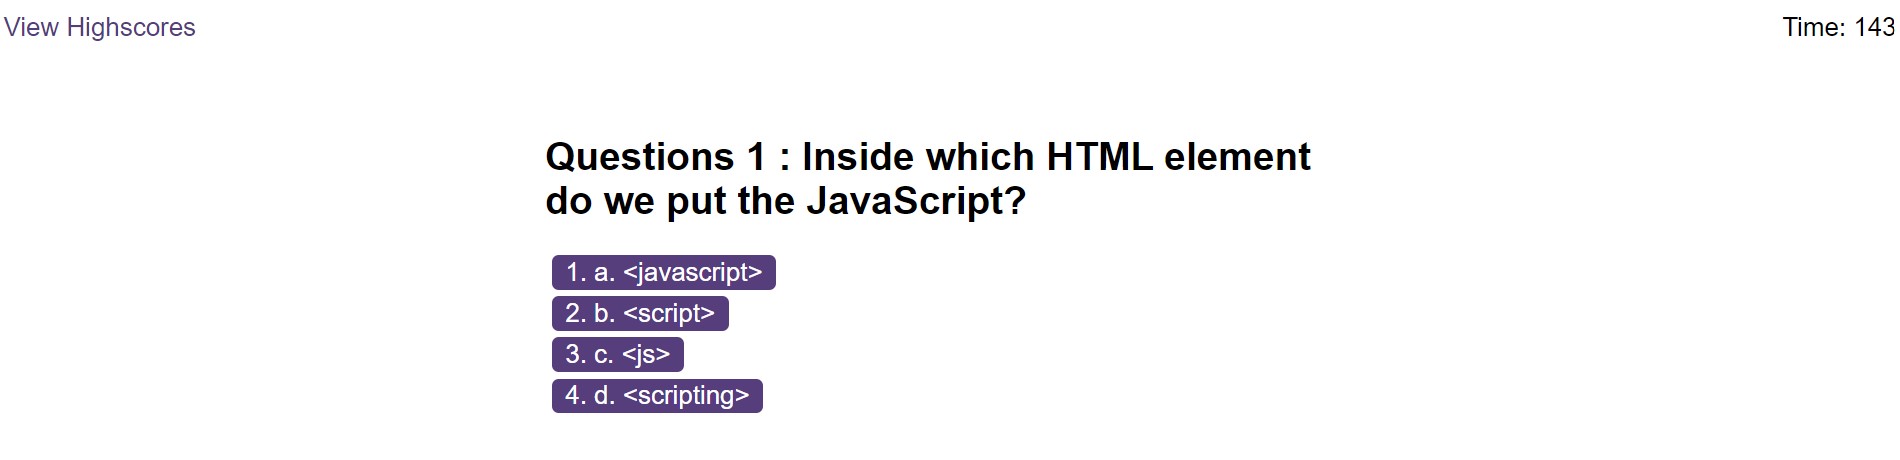 View Highscores
Time: 143
Questions 1 : Inside which HTML element
do we put the JavaScript?
1. a. <javascript>
2. b. <script>
3. c. <js>
4. d. <scripting>